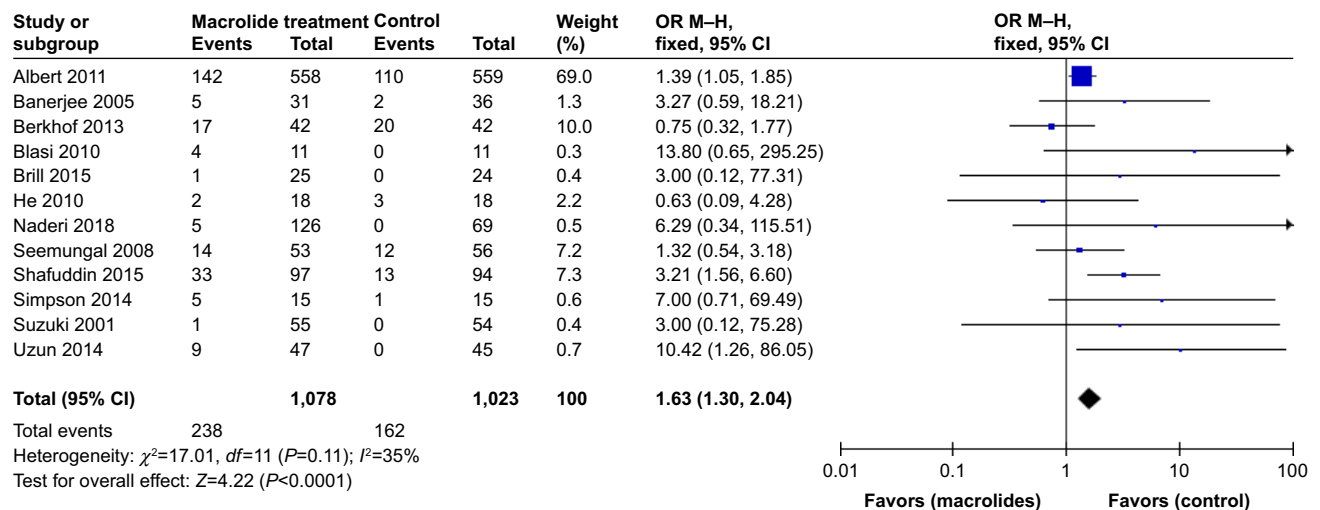 Study or Macrolide treatment Control Weight OR M–H, OR M–H,
subgroup Events Total Events Total (%) fixed, 95% CI fixed, 95% CI
Albert 2011 142 558 110 559 69.0 1.39 (1.05, 1.85)
Banerjee 2005 5 31 2 36 1.3 3.27 (0.59, 18.21)
Berkhof 2013 17 42 20 42 10.0 0.75 (0.32, 1.77)
Blasi 2010 4 11 0 11 0.3 13.80 (0.65, 295.25)
Brill 2015 1 25 0 24 0.4 3.00 (0.12, 77.31)
He 2010 2 18 3 18 2.2 0.63 (0.09, 4.28)
Naderi 2018 5 126 0 69 0.5 6.29 (0.34, 115.51)
Seemungal 2008 14 53 12 56 7.2 1.32 (0.54, 3.18)
Shafuddin 2015 33 97 13 94 7.3 3.21 (1.56, 6.60)
Simpson 2014 5 15 1 15 0.6 7.00 (0.71, 69.49)
Suzuki 2001 1 55 0 54 0.4 3.00 (0.12, 75.28)
Uzun 2014 9 47 0 45 0.7 10.42 (1.26, 86.05)
Total (95% CI) 1,078 1,023 100 1.63 (1.30, 2.04)
Total events 238 162
Heterogeneity: χ²=17.01, df=11 (P=0.11); I²=35%
Test for overall effect: Z=4.22 (P<0.0001)
0.01 0.1 1 10 100
Favors (macrolides) Favors (control)